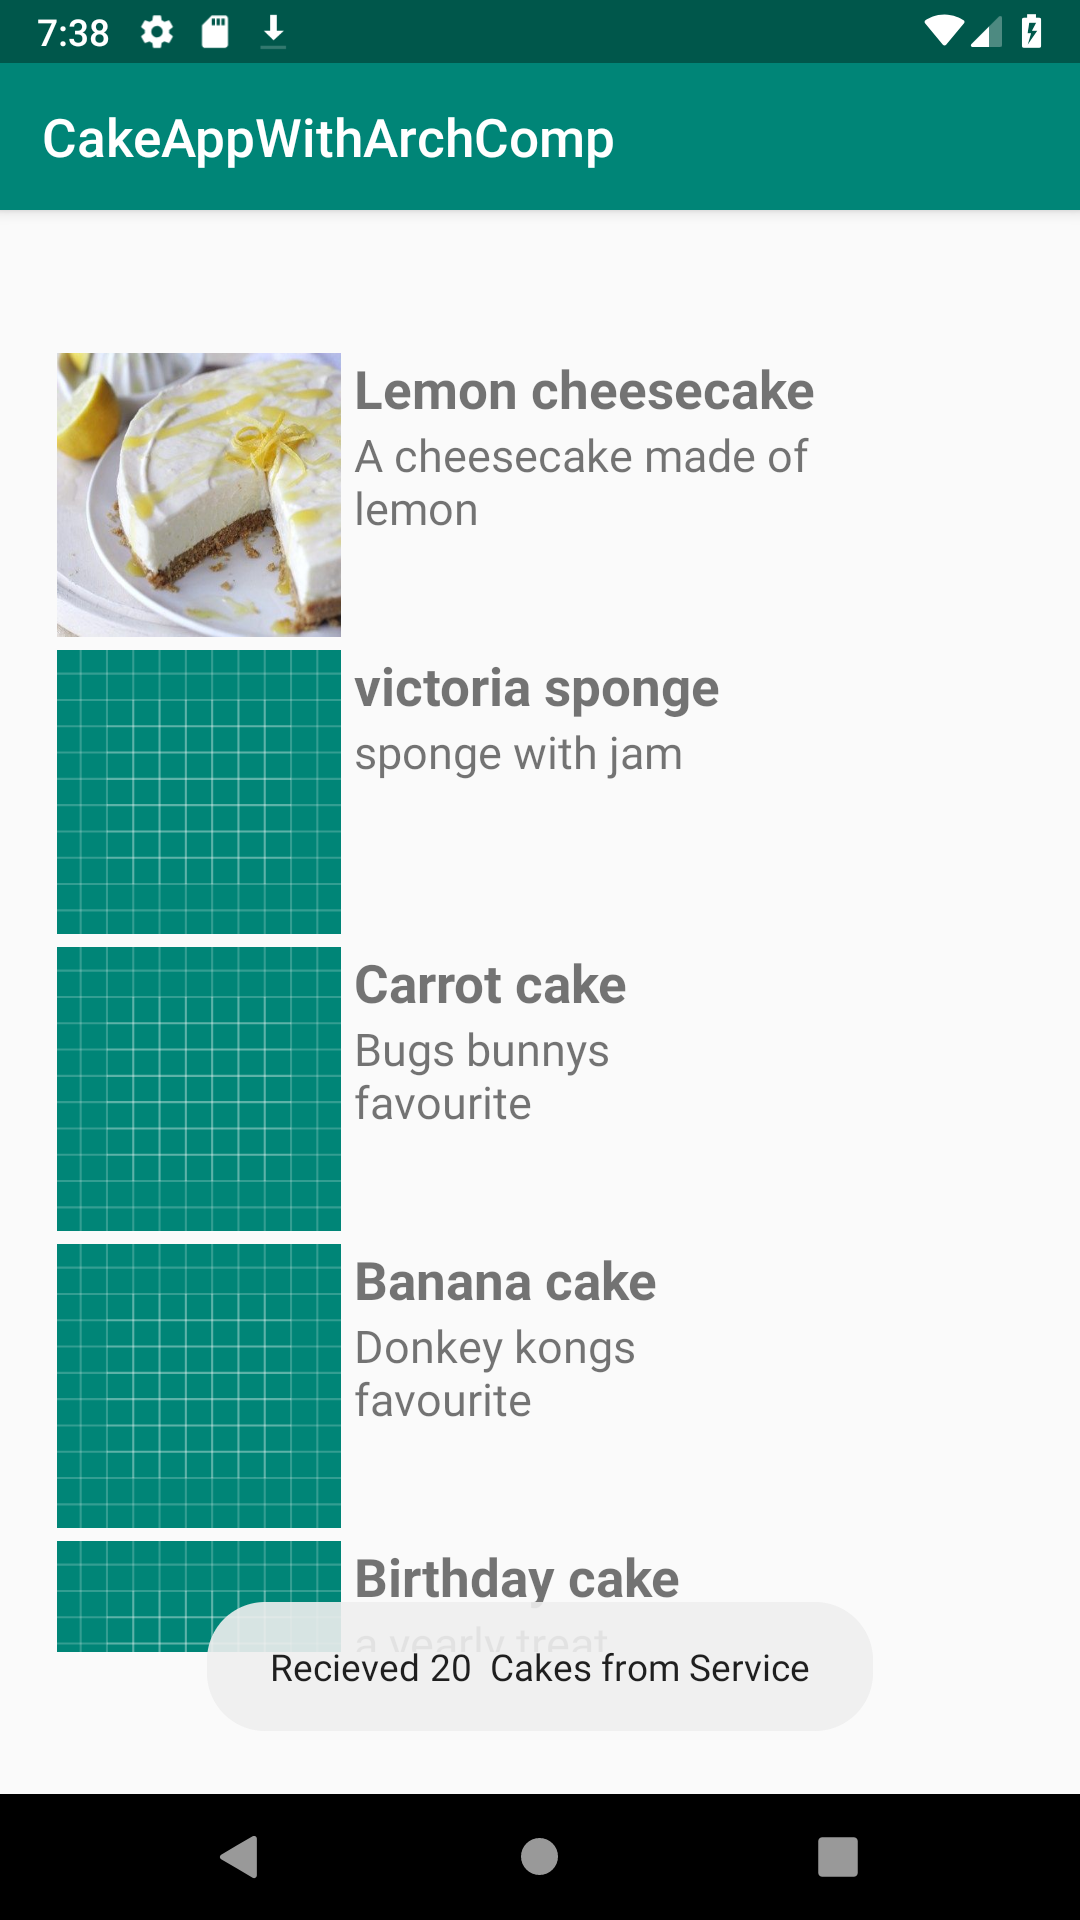 7:38
CakeAppWithArchComp
Lemon cheesecake
A cheesecake made of
lemon
victoria sponge
sponge with jam
Carrot cake
Bugs bunnys
favourite
Banana cake
Donkey kongs
favourite
Birthday cake
a yearly treat
Recieved 20  Cakes from Service